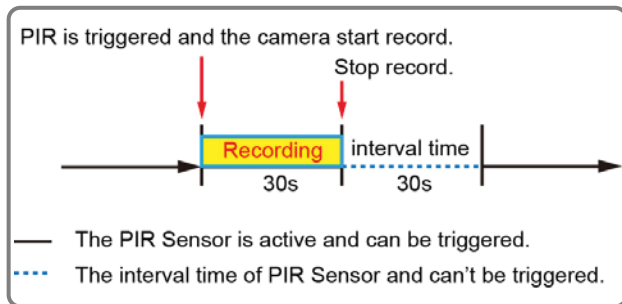 PIR is triggered and the camera start record.
Stop record.
Recording
interval time
30s
30s
The PIR Sensor is active and can be triggered.
The interval time of PIR Sensor and can't be triggered.